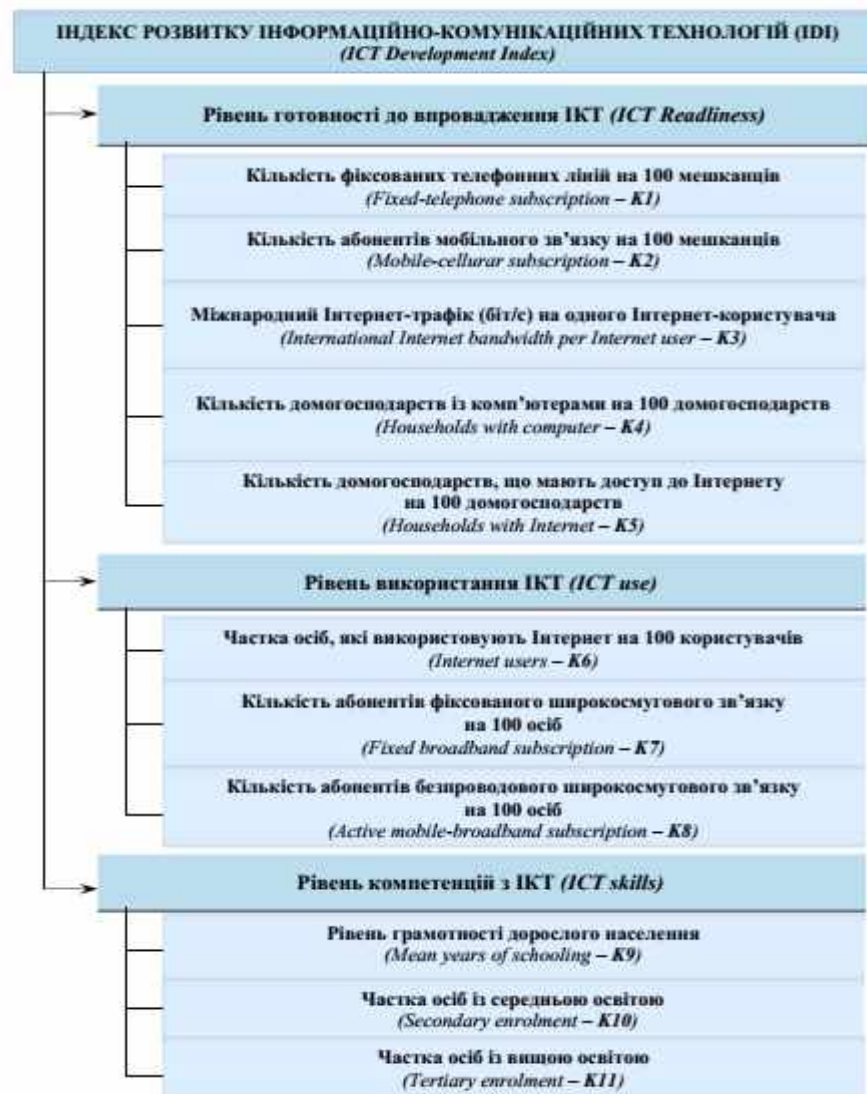 ІНДЕКС РОЗВИТКУ ІНФОРМАЦІЙНО-КОМУНІКАЦІЙНИХ ТЕХНОЛОГІЙ (IDI)
(ICT Development Index)
Рівень готовності до впровадження ІКТ (ICT Readliness)
Кількість фіксованих телефонних ліній на 100 мешканців
(Fixed-telephone subscription – K1)
Кількість абонентів мобільного зв'язку на 100 мешканців
(Mobile-cellurar subscription – K2)
Міжнародний Інтернет-трафік (біт/с) на одного Інтернет-користувача
(International Internet bandwidth per Internet user – K3)
Кількість домогосподарств із комп'ютерами на 100 домогосподарств
(Households with computer – K4)
Кількість домогосподарств, що мають доступ до Інтернету
на 100 домогосподарств
(Households with Internet – K5)
Рівень використання ІКТ (ICT use)
Частка осіб, які використовують Інтернет на 100 користувачів
(Internet users – K6)
Кількість абонентів фіксованого широкосмугового зв'язку
на 100 осіб
(Fixed broadband subscription – K7)
Кількість абонентів безпроводового широкосмугового зв'язку
на 100 осіб
(Active mobile-broadband subscription – K8)
Рівень компетенцій з ІКТ (ICT skills)
Рівень грамотності дорослого населення
(Mean years of schooling – K9)
Частка осіб із середньою освітою
(Secondary enrolment – K10)
Частка осіб із вищою освітою
(Tertiary enrolment – K11)